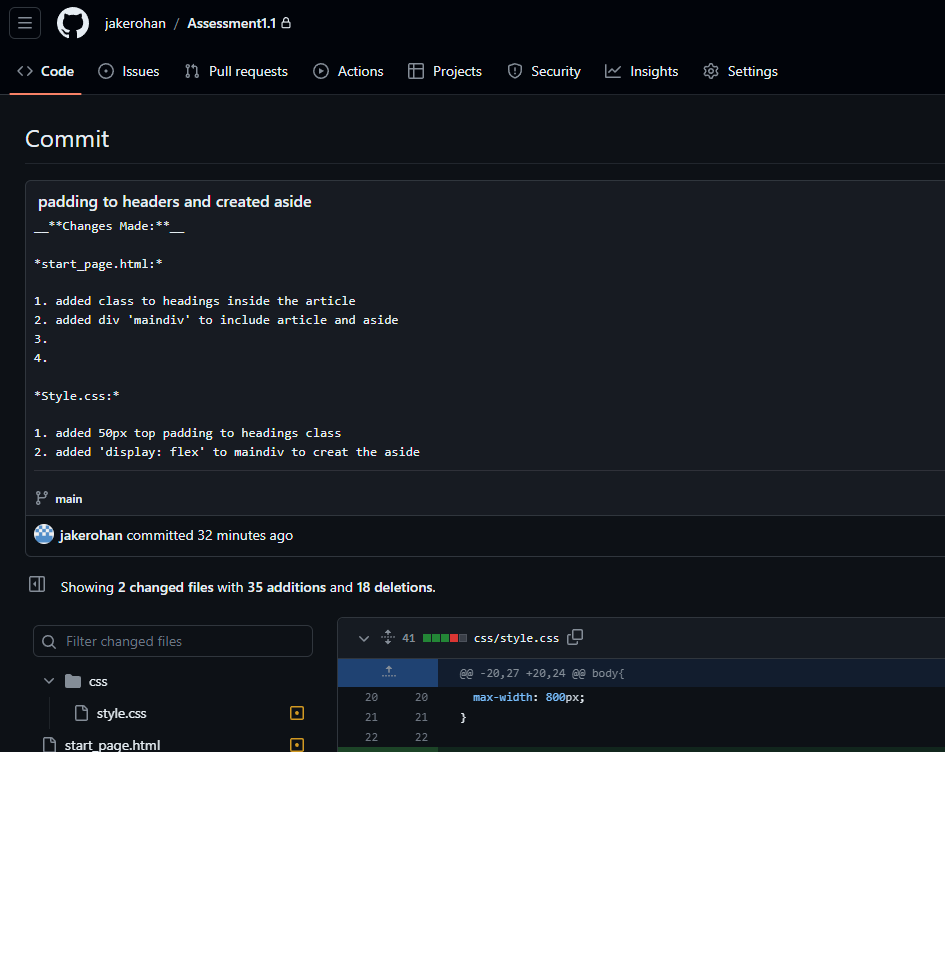 jakerohan / Assessment1.1
Code Issues Pull requests Actions Projects Security Insights Settings
Commit
padding to headers and created aside
__**Changes Made:**__
*start_page.html:*
1. added class to headings inside the article
2. added div 'maindiv' to include article and aside
3.
4.
*Style.css:*
1. added 50px top padding to headings class
2. added 'display: flex' to maindiv to creat the aside
main
jakerohan committed 32 minutes ago
Showing 2 changed files with 35 additions and 18 deletions.
Filter changed files
css
style.css
start_page.html
41 css/style.css
@@ -20,27 +20,24 @@ body{
20 20 max-width: 800px;
21 21 }
22 22